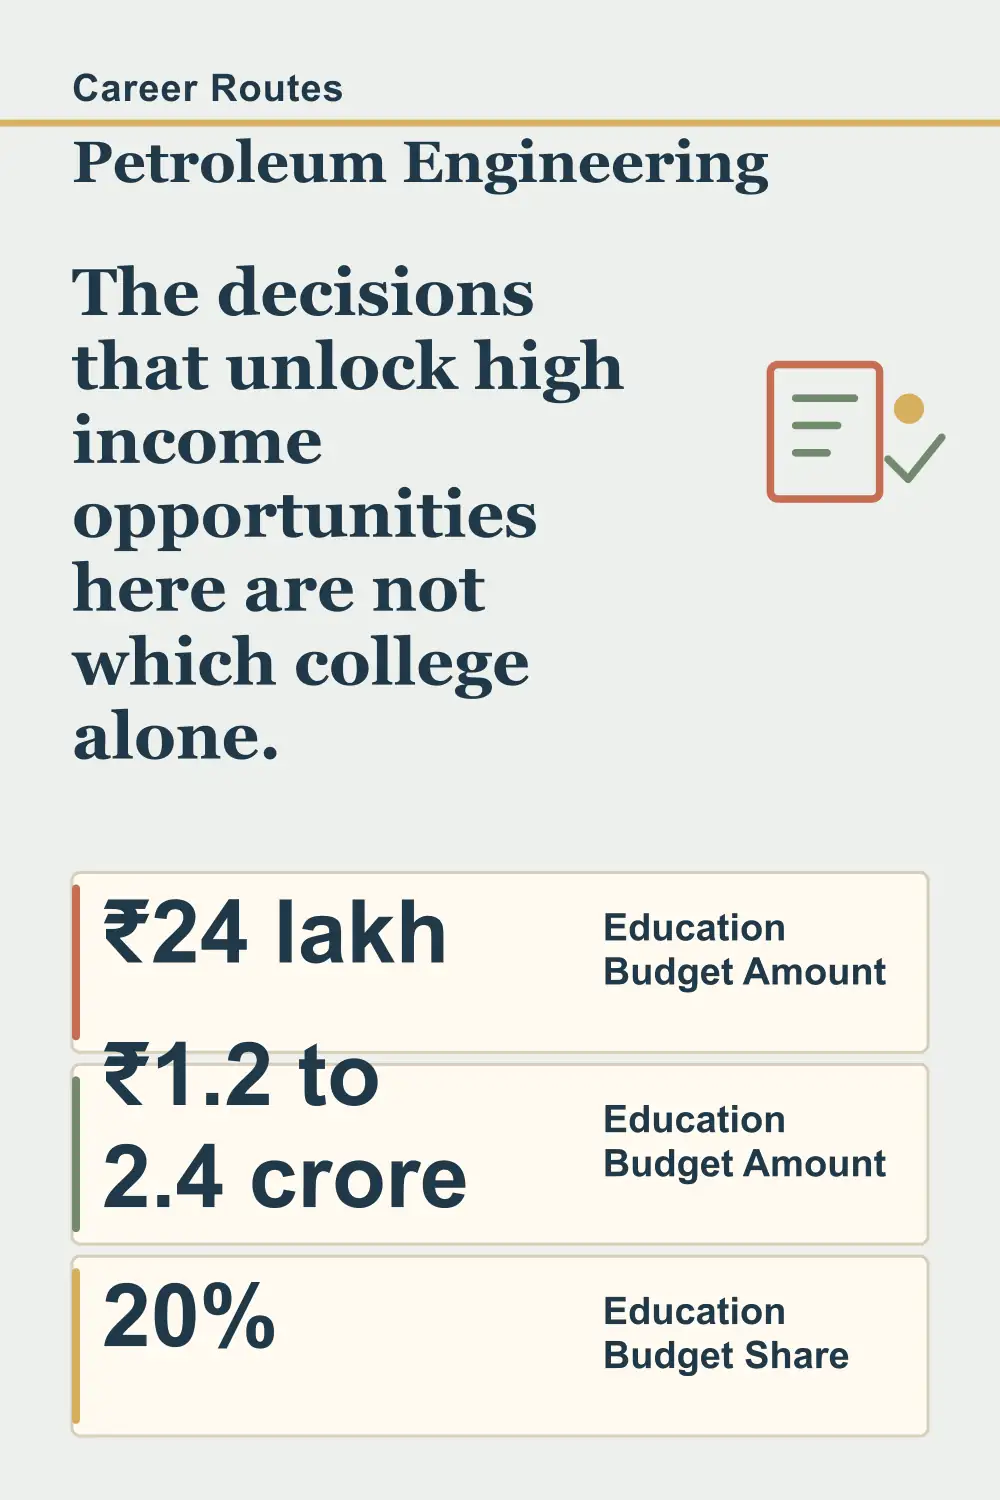 Career Routes
Petroleum Engineering
The decisions
that unlock high
income
opportunities
here are not
which college
alone.
₹24 lakh
Education
Budget Amount
₹1.2 to
2.4 crore
Education
Budget Amount
20%
Education
Budget Share